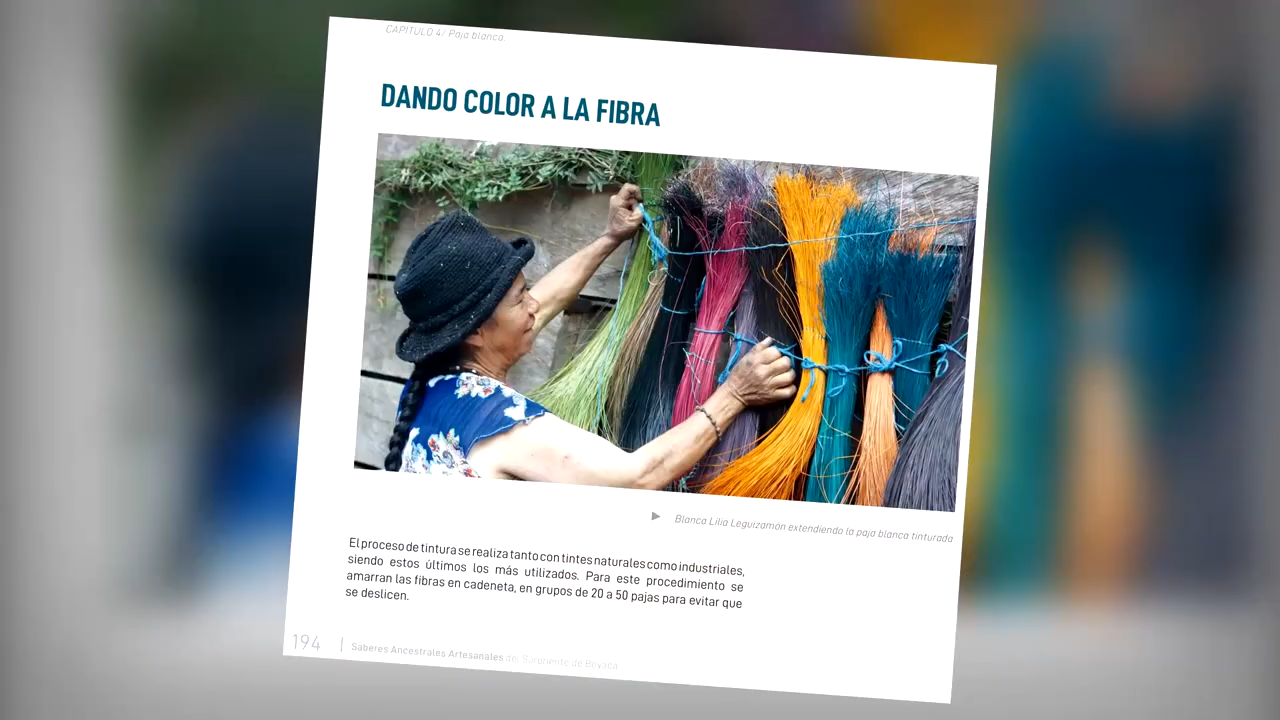 CAPÍTULO 4/ Paja blanca.
DANDO COLOR A LA FIBRA
Blanca Lilia Leguizamón extendiendo la paja blanca tinturada
El proceso de tintura se realiza tanto con tintes naturales como industriales,
siendo estos últimos los más utilizados. Para este procedimiento se
amarran las fibras en cadeneta, en grupos de 20 a 50 pajas para evitar que
se deslicen.
194 | Saberes Ancestrales Artesanales del Suroriente de Boyacá